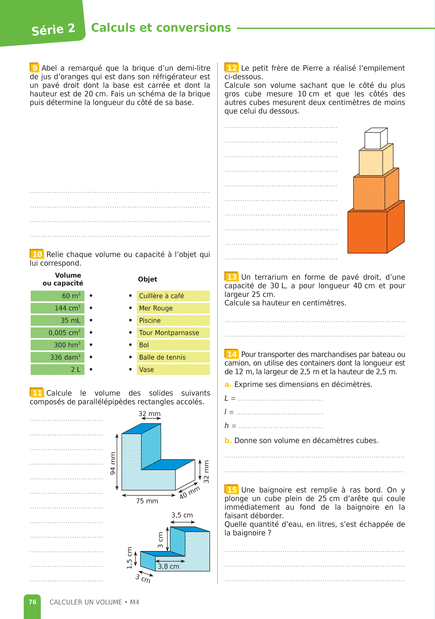 Série 2
Calculs et conversions
9 Abel a remarqué que la brique d'un demi-litre
de jus d'oranges qui est dans son réfrigérateur est
un pavé droit dont la base est carrée et dont la
hauteur est de 20 cm. Fais un schéma de la brique
puis détermine la longueur du côté de sa base.
10 Relie chaque volume ou capacité à l'objet qui
lui correspond.
Volume
ou capacité
Objet
60 m³ • • Cuillère à café
144 cm³ • • Mer Rouge
35 mL • • Piscine
0,005 cm³ • • Tour Montparnasse
300 hm³ • • Bol
336 dam³ • • Balle de tennis
2 L • • Vase
11 Calcule le volume des solides suivants
composés de parallélépipèdes rectangles accolés.
32 mm
94 mm
32 mm
40 mm
75 mm
3,5 cm
3 cm
1,5 cm
3,8 cm
3 cm
12 Le petit frère de Pierre a réalisé l'empilement
ci-dessous.
Calcule son volume sachant que le côté du plus
gros cube mesure 10 cm et que les côtés des
autres cubes mesurent deux centimètres de moins
que celui du dessous.
13 Un terrarium en forme de pavé droit, d'une
capacité de 30 L, a pour longueur 40 cm et pour
largeur 25 cm.
Calcule sa hauteur en centimètres.
14 Pour transporter des marchandises par bateau ou
camion, on utilise des containers dont la longueur est
de 12 m, la largeur de 2,5 m et la hauteur de 2,5 m.
a. Exprime ses dimensions en décimètres.
L =
l =
h =
b. Donne son volume en décamètres cubes.
15 Une baignoire est remplie à ras bord. On y
plonge un cube plein de 25 cm d'arête qui coule
immédiatement au fond de la baignoire en la
faisant déborder.
Quelle quantité d'eau, en litres, s'est échappée de
la baignoire ?
76 CALCULER UN VOLUME • M4